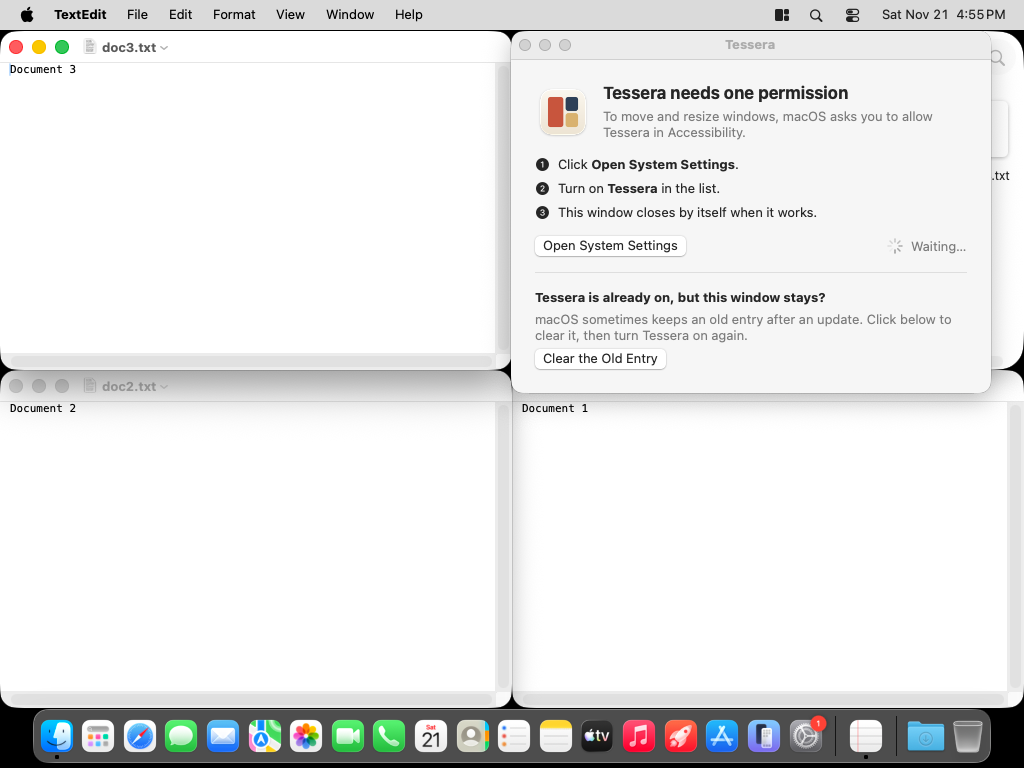 TextEdit File Edit Format View Window Help Sat Nov 21 4:55 PM
doc3.txt
Document 3
Tessera
Tessera needs one permission
To move and resize windows, macOS asks you to allow
Tessera in Accessibility.
1 Click Open System Settings.
2 Turn on Tessera in the list.
3 This window closes by itself when it works.
Open System Settings
Waiting...
Tessera is already on, but this window stays?
macOS sometimes keeps an old entry after an update. Click below to
clear it, then turn Tessera on again.
Clear the Old Entry
.txt
doc2.txt
Document 2
Document 1
tv
Sat
21
1